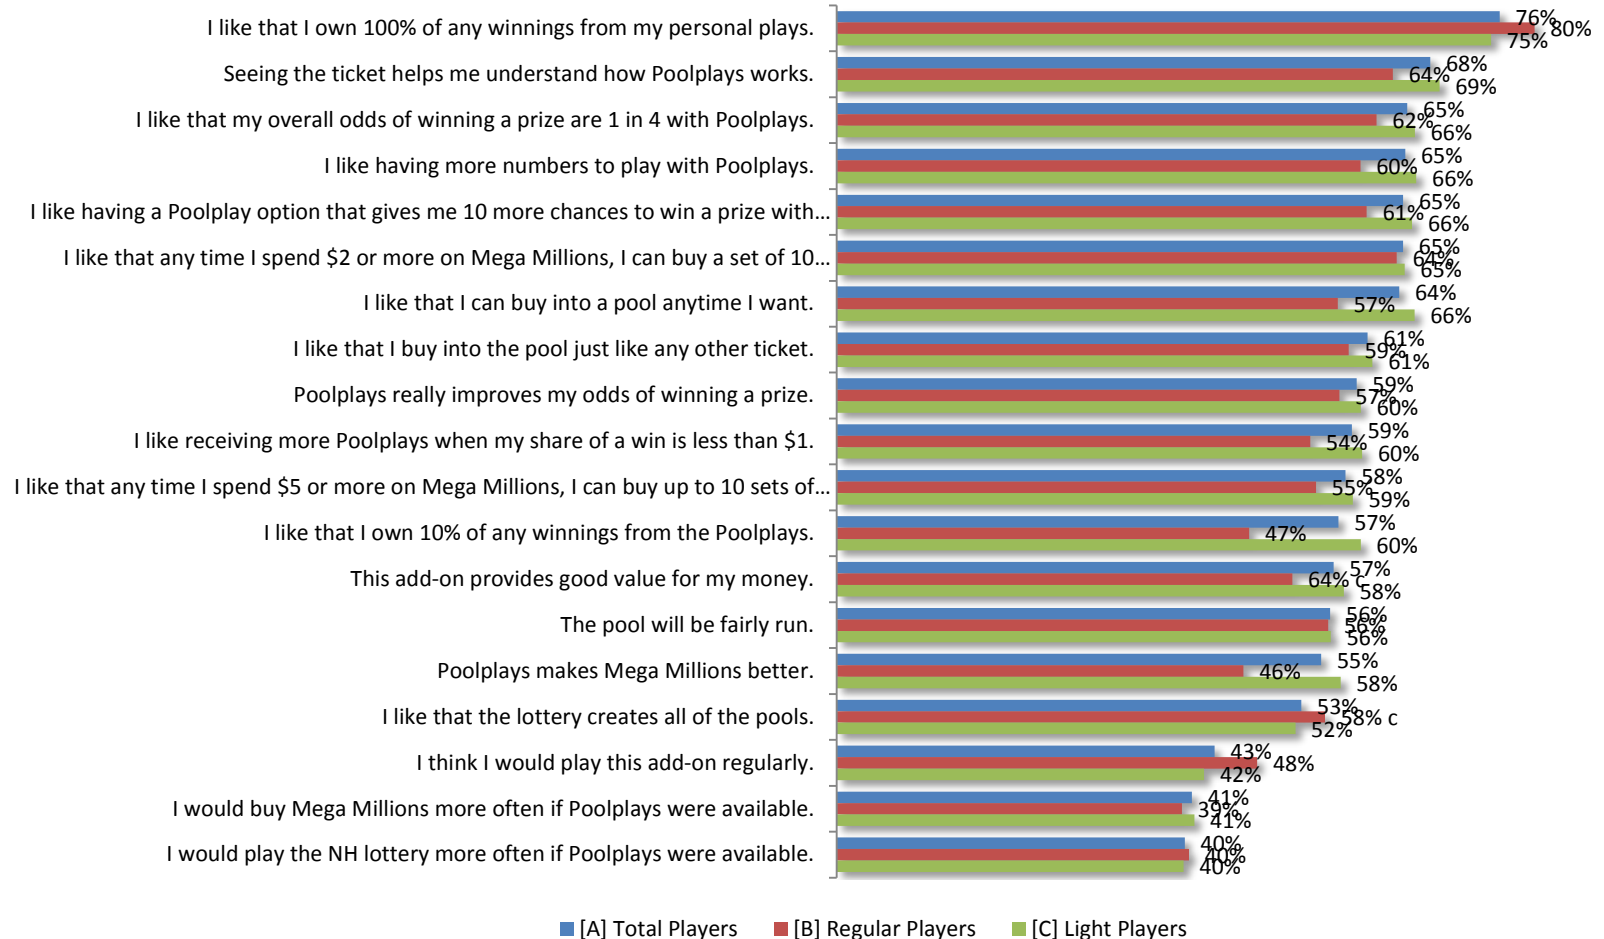 I like that I own 100% of any winnings from my personal plays.
76%
80%
75%
Seeing the ticket helps me understand how Poolplays works.
68%
64%
69%
I like that my overall odds of winning a prize are 1 in 4 with Poolplays.
65%
62%
66%
I like having more numbers to play with Poolplays.
65%
60%
66%
I like having a Poolplay option that gives me 10 more chances to win a prize with...
65%
61%
66%
I like that any time I spend $2 or more on Mega Millions, I can buy a set of 10...
65%
64%
65%
I like that I can buy into a pool anytime I want.
64%
57%
66%
I like that I buy into the pool just like any other ticket.
61%
59%
61%
Poolplays really improves my odds of winning a prize.
59%
57%
60%
I like receiving more Poolplays when my share of a win is less than $1.
59%
54%
60%
I like that any time I spend $5 or more on Mega Millions, I can buy up to 10 sets of...
58%
55%
59%
I like that I own 10% of any winnings from the Poolplays.
57%
47%
60%
This add-on provides good value for my money.
57%
64% c
58%
The pool will be fairly run.
56%
56%
56%
Poolplays makes Mega Millions better.
55%
46%
58%
I like that the lottery creates all of the pools.
53%
58% c
52%
I think I would play this add-on regularly.
43%
48%
42%
I would buy Mega Millions more often if Poolplays were available.
41%
39%
41%
I would play the NH lottery more often if Poolplays were available.
40%
40%
40%
[A] Total Players
[B] Regular Players
[C] Light Players